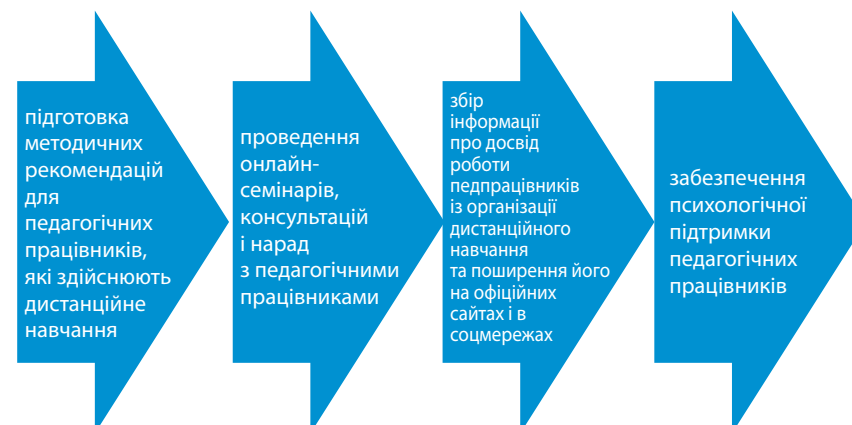 підготовка
методичних
рекомендацій
для
педагогічних
працівників,
які здійснюють
дистанційне
навчання
проведення
онлайн-
семінарів,
консультацій
і нарад
з педагогічними
працівниками
збір
інформації
про досвід
роботи
педпрацівників
із організації
дистанційного
навчання
та поширення його
на офіційних
сайтах і в
соцмережах
забезпечення
психологічної
підтримки
педагогічних
працівників